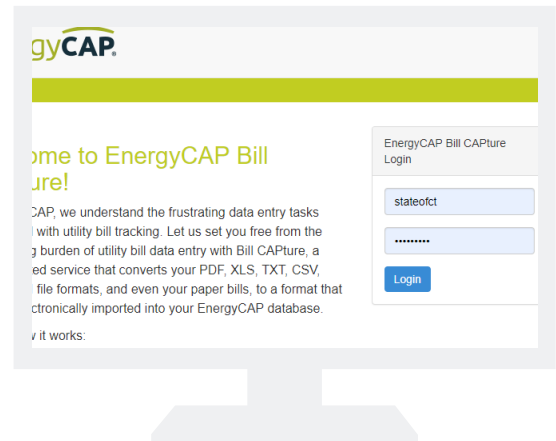 gyCAP.
ome to EnergyCAP Bill
ure!
CAP, we understand the frustrating data entry tasks
with utility bill tracking. Let us set you free from the
g burden of utility bill data entry with Bill CAPture, a
ed service that converts your PDF, XLS, TXT, CSV,
file formats, and even your paper bills, to a format that
ctronically imported into your EnergyCAP database.
it works:
EnergyCAP Bill CAPture
Login
stateofct
•••••••••
Login